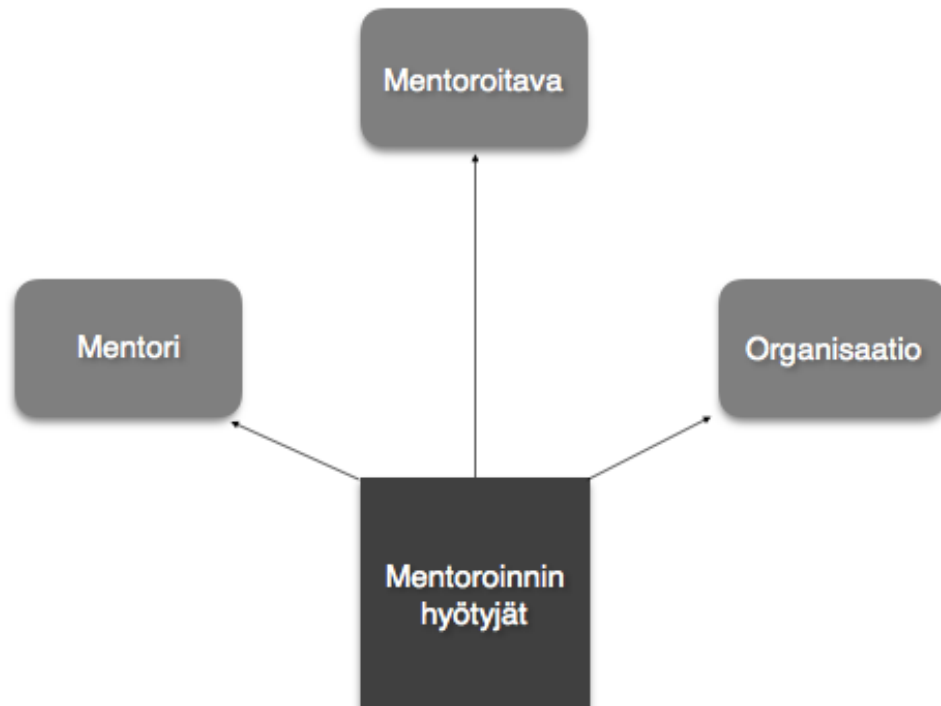 Mentoroitava
Mentori
Organisaatio
Mentoroinnin
hyötyjät